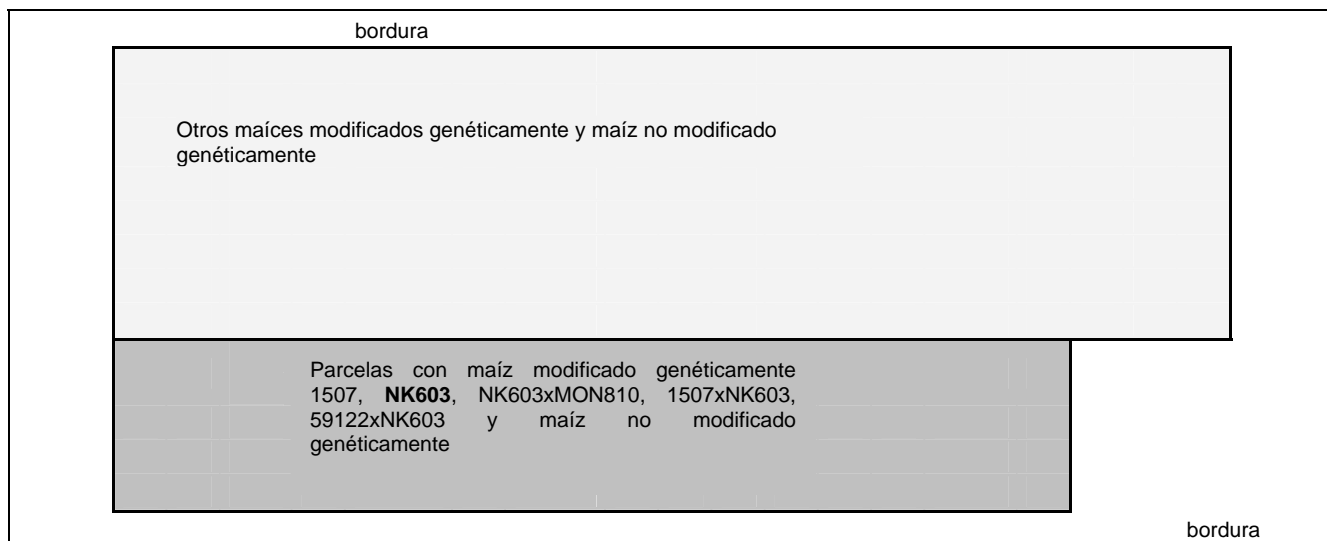 bordura
Otros maíces modificados genéticamente y maíz no modificado
genéticamente
Parcelas con maíz modificado genéticamente
1507, NK603, NK603xMON810, 1507xNK603,
59122xNK603 y maíz no modificado
genéticamente
bordura